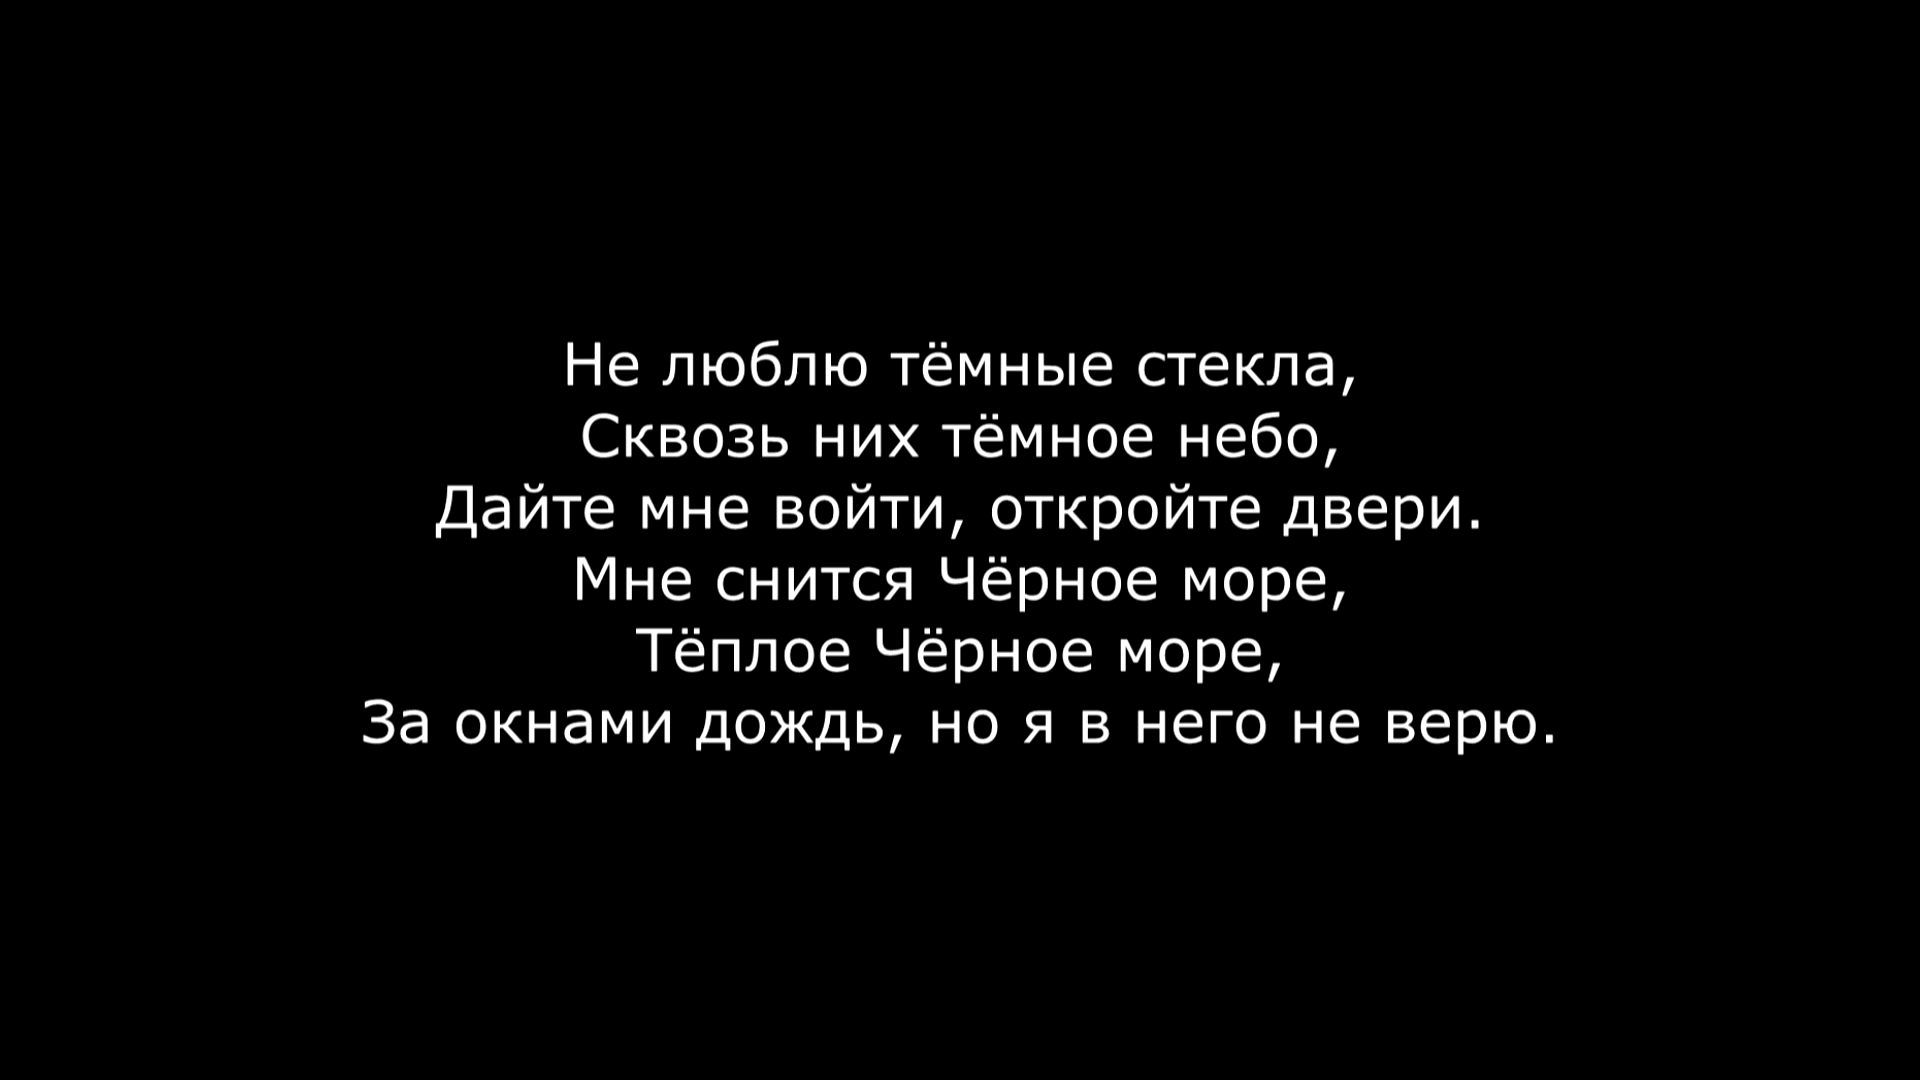 Не люблю тёмные стекла,
Сквозь них тёмное небо,
Дайте мне войти, откройте двери.
Мне снится Чёрное море,
Тёплое Чёрное море,
За окнами дождь, но я в него не верю.